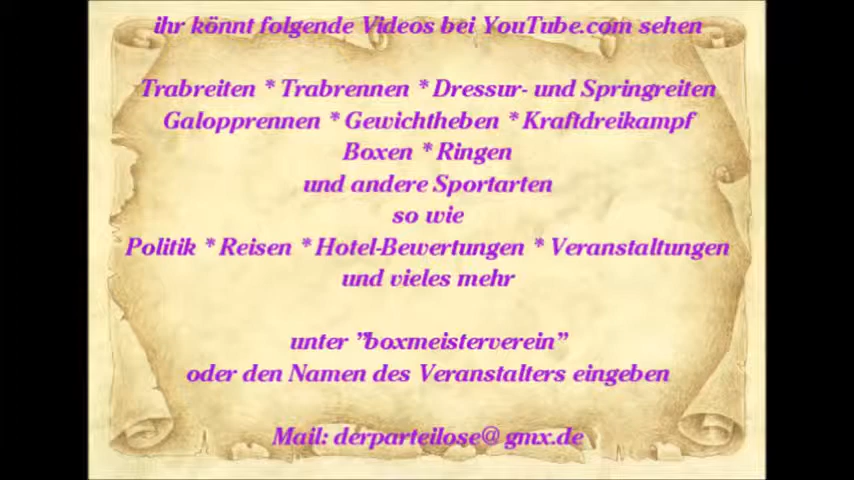 ihr könnt folgende Videos bei YouTube.com sehen
Trabreiten * Trabrennen * Dressur- und Springreiten
Galopprennen * Gewichtheben * Kraftdreikampf
Boxen * Ringen
und andere Sportarten
so wie
Politik * Reisen * Hotel-Bewertungen * Veranstaltungen
und vieles mehr
unter ”boxmeisterverein”
oder den Namen des Veranstalters eingeben
Mail: derparteilose@gmx.de